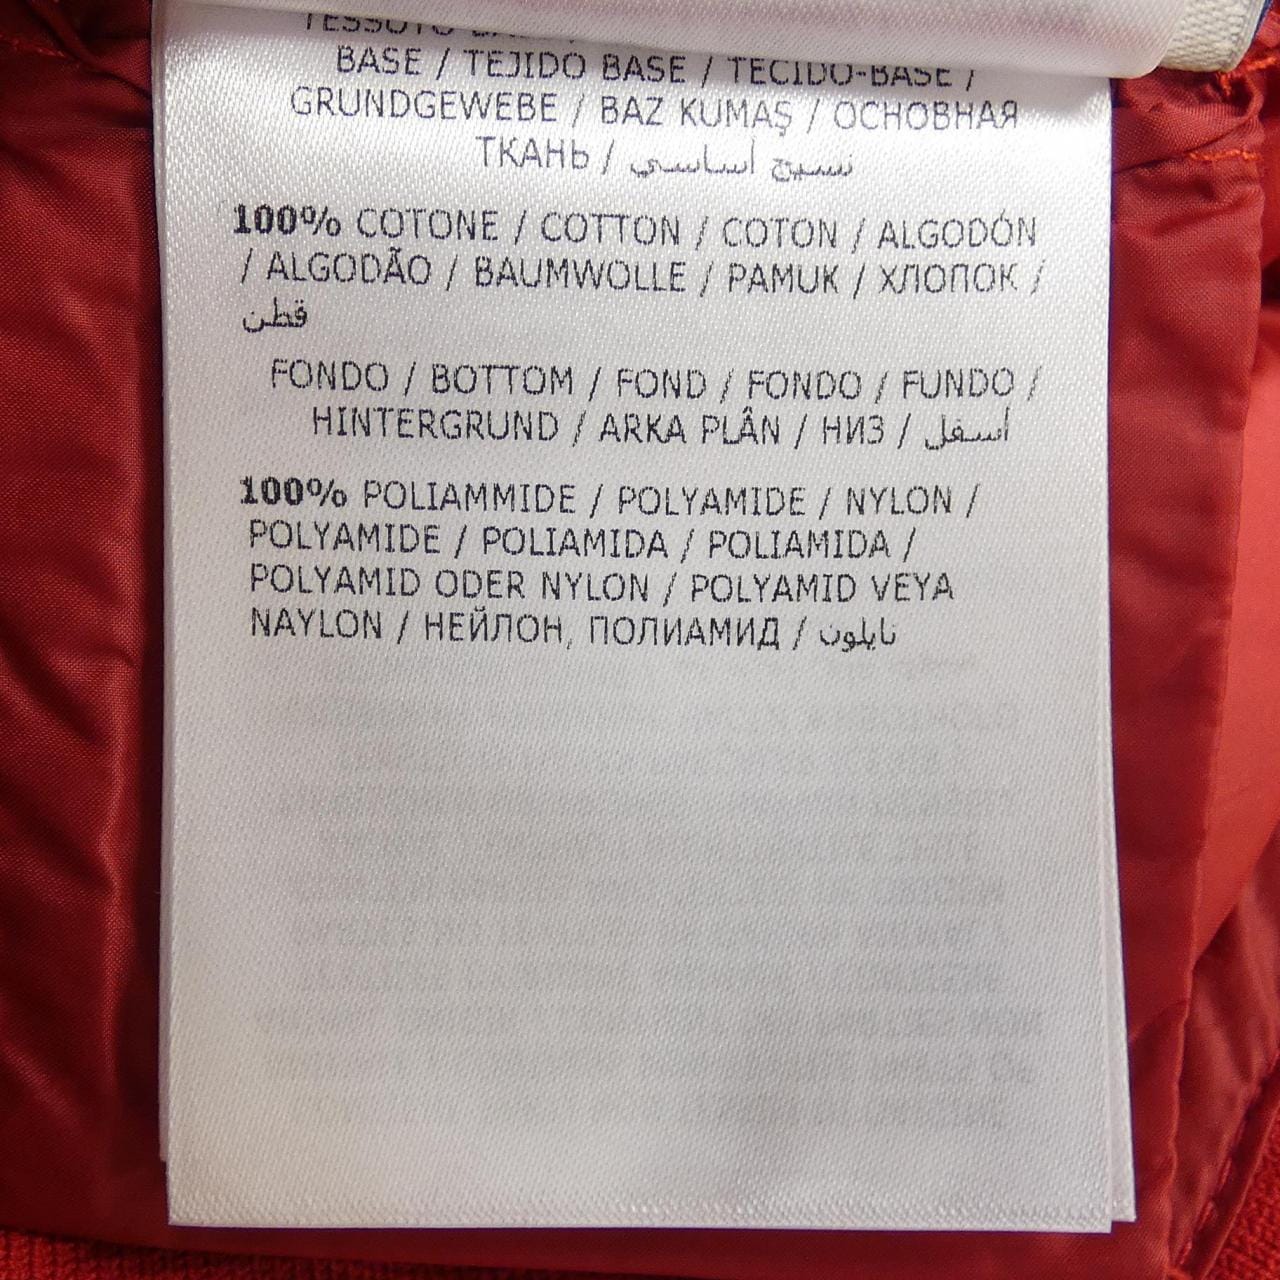 TESSUTO
BASE / TEJIDO BASE / TECIDO-BASE /
GRUNDGEWEBE / BAZ KUMAŞ / ОСНОВНАЯ
ТКАНЬ / نسيج أساسي
100% COTONE / COTTON / COTON / ALGODÓN
/ ALGODÃO / BAUMWOLLE / PAMUK / ХЛОПОК /
قطن
FONDO / BOTTOM / FOND / FONDO / FUNDO /
HINTERGRUND / ARKA PLÂN / НИЗ / أسفل
100% POLIAMMIDE / POLYAMIDE / NYLON /
POLYAMIDE / POLIAMIDA / POLIAMIDA /
POLYAMID ODER NYLON / POLYAMID VEYA
NAYLON / НЕЙЛОН, ПОЛИАМИД / نايلون